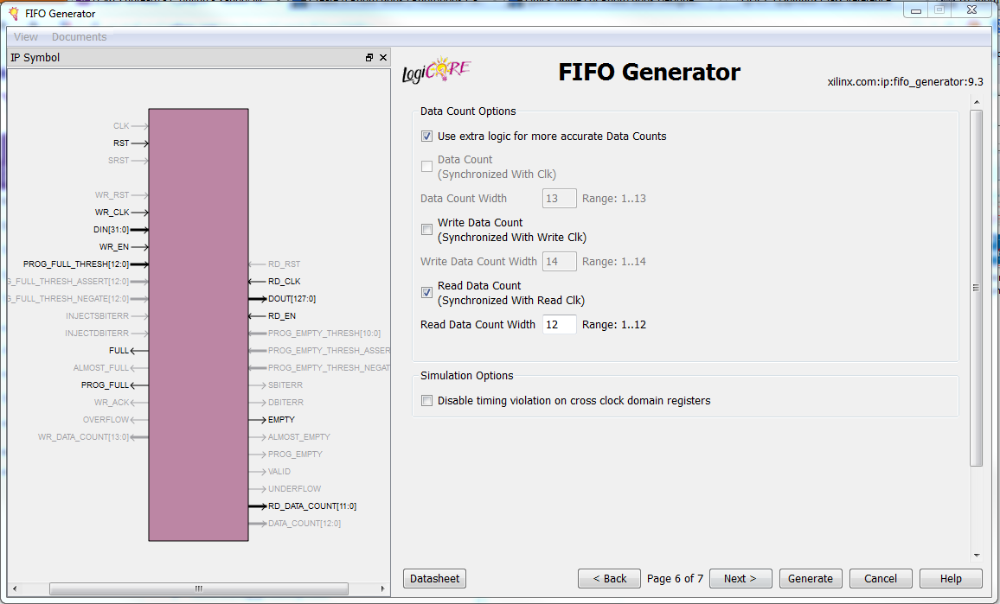 FIFO Generator
View Documents
IP Symbol
CLK
RST
SRST
WR_RST
WR_CLK
DIN[31:0]
WR_EN
PROG_FULL_THRESH[12:0]
G_FULL_THRESH_ASSERT[12:0]
G_FULL_THRESH_NEGATE[12:0]
INJECTSBITERR
INJECTDBITERR
FULL
ALMOST_FULL
PROG_FULL
WR_ACK
OVERFLOW
WR_DATA_COUNT[13:0]
RD_RST
RD_CLK
DOUT[127:0]
RD_EN
PROG_EMPTY_THRESH[10:0]
PROG_EMPTY_THRESH_ASSER
PROG_EMPTY_THRESH_NEGAT
SBITERR
DBITERR
EMPTY
ALMOST_EMPTY
PROG_EMPTY
VALID
UNDERFLOW
RD_DATA_COUNT[11:0]
DATA_COUNT[12:0]
LogiCORE
FIFO Generator
xilinx.com:ip:fifo_generator:9.3
Data Count Options
Use extra logic for more accurate Data Counts
Data Count
(Synchronized With Clk)
Data Count Width 13 Range: 1..13
Write Data Count
(Synchronized With Write Clk)
Write Data Count Width 14 Range: 1..14
Read Data Count
(Synchronized With Read Clk)
Read Data Count Width 12 Range: 1..12
Simulation Options
Disable timing violation on cross clock domain registers
Datasheet < Back Page 6 of 7 Next > Generate Cancel Help